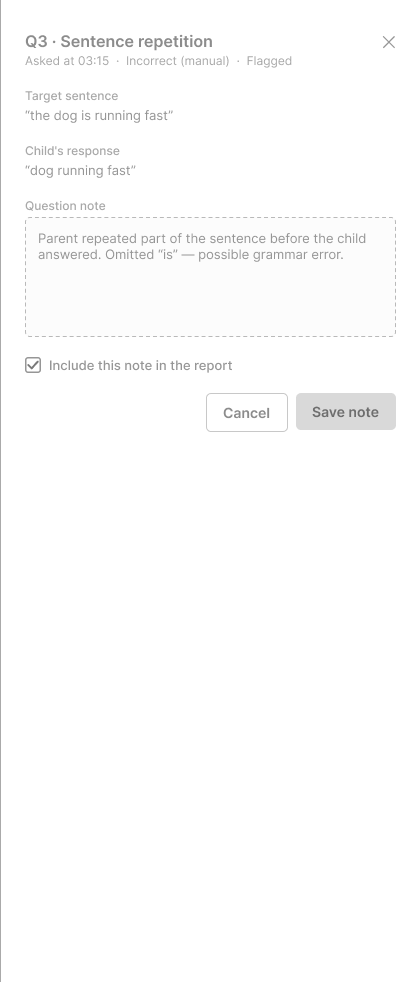 Q3 · Sentence repetition
Asked at 03:15 · Incorrect (manual) · Flagged
Target sentence
“the dog is running fast”
Child's response
“dog running fast”
Question note
Parent repeated part of the sentence before the child
answered. Omitted “is” — possible grammar error.
Include this note in the report
Cancel
Save note